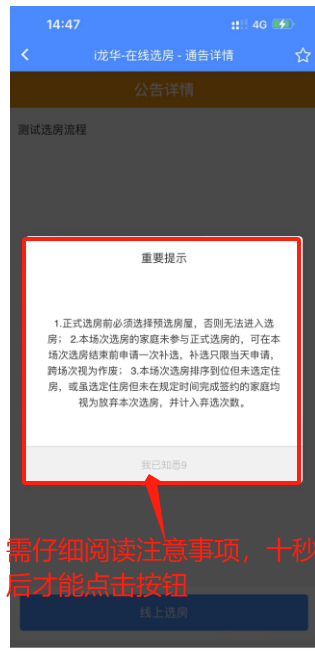 14:47
4G
i龙华-在线选房 - 通告详情
公告详情
测试选房流程
重要提示
1.正式选房前必须选择预选房屋，否则无法进入选
房； 2.本场次选房的家庭未参与正式选房的，可在本
场次选房结束前申请一次补选，补选只限当天申请，
跨场次视为作废； 3.本场次选房排序到位但未选定住
房，或虽选定住房但未在规定时间完成签约的家庭均
视为放弃本次选房，并计入弃选次数。
我已知悉9
需仔细阅读注意事项，十秒
后才能点击按钮
线上选房